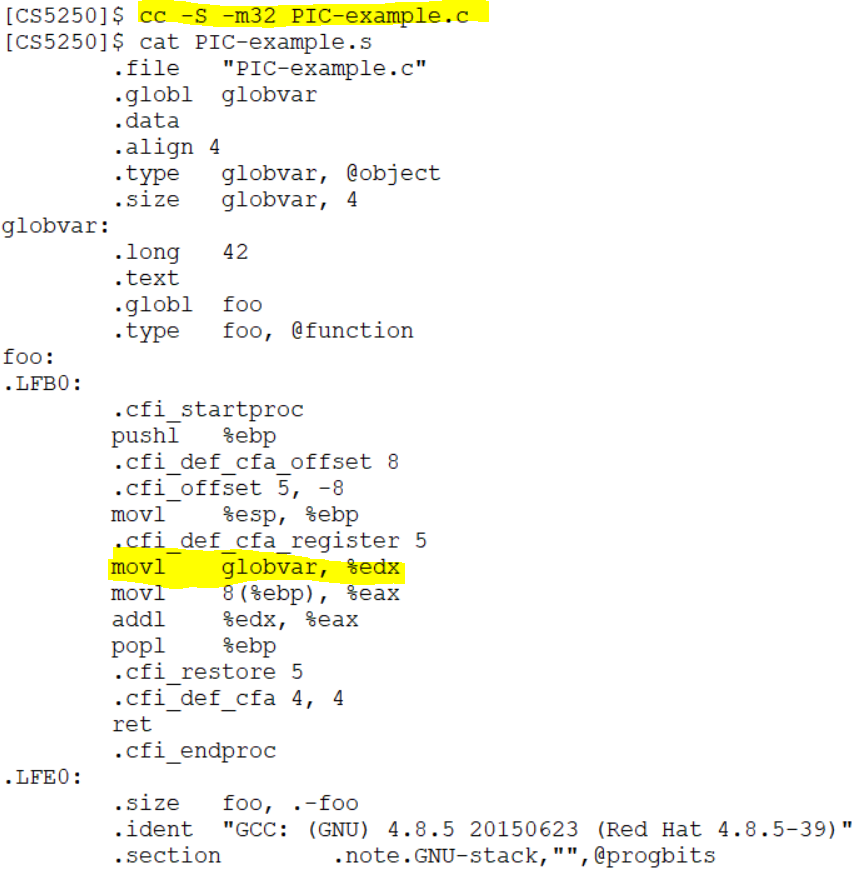 [CS5250]$ cc -S -m32 PIC-example.c
[CS5250]$ cat PIC-example.s
        .file   "PIC-example.c"
        .globl  globvar
        .data
        .align 4
        .type   globvar, @object
        .size   globvar, 4
globvar:
        .long   42
        .text
        .globl  foo
        .type   foo, @function
foo:
.LFB0:
        .cfi_startproc
        pushl   %ebp
        .cfi_def_cfa_offset 8
        .cfi_offset 5, -8
        movl    %esp, %ebp
        .cfi_def_cfa_register 5
        movl    globvar, %edx
        movl    8(%ebp), %eax
        addl    %edx, %eax
        popl    %ebp
        .cfi_restore 5
        .cfi_def_cfa 4, 4
        ret
        .cfi_endproc
.LFE0:
        .size   foo, .-foo
        .ident  "GCC: (GNU) 4.8.5 20150623 (Red Hat 4.8.5-39)"
        .section        .note.GNU-stack,"",@progbits